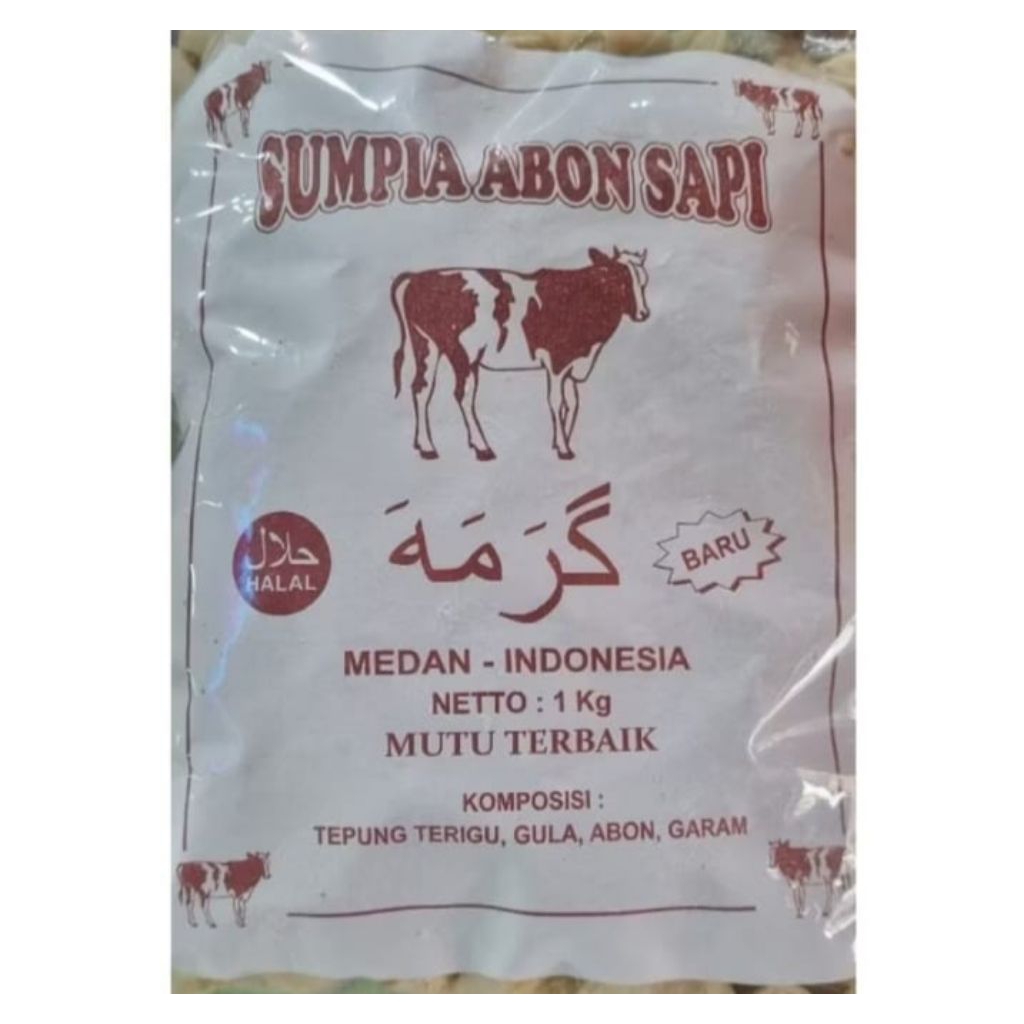 SUMPIA ABON SAPI
حلال
HALAL
گَرَمَهَ
BARU
MEDAN - INDONESIA
NETTO : 1 Kg
MUTU TERBAIK
KOMPOSISI :
TEPUNG TERIGU, GULA, ABON, GARAM